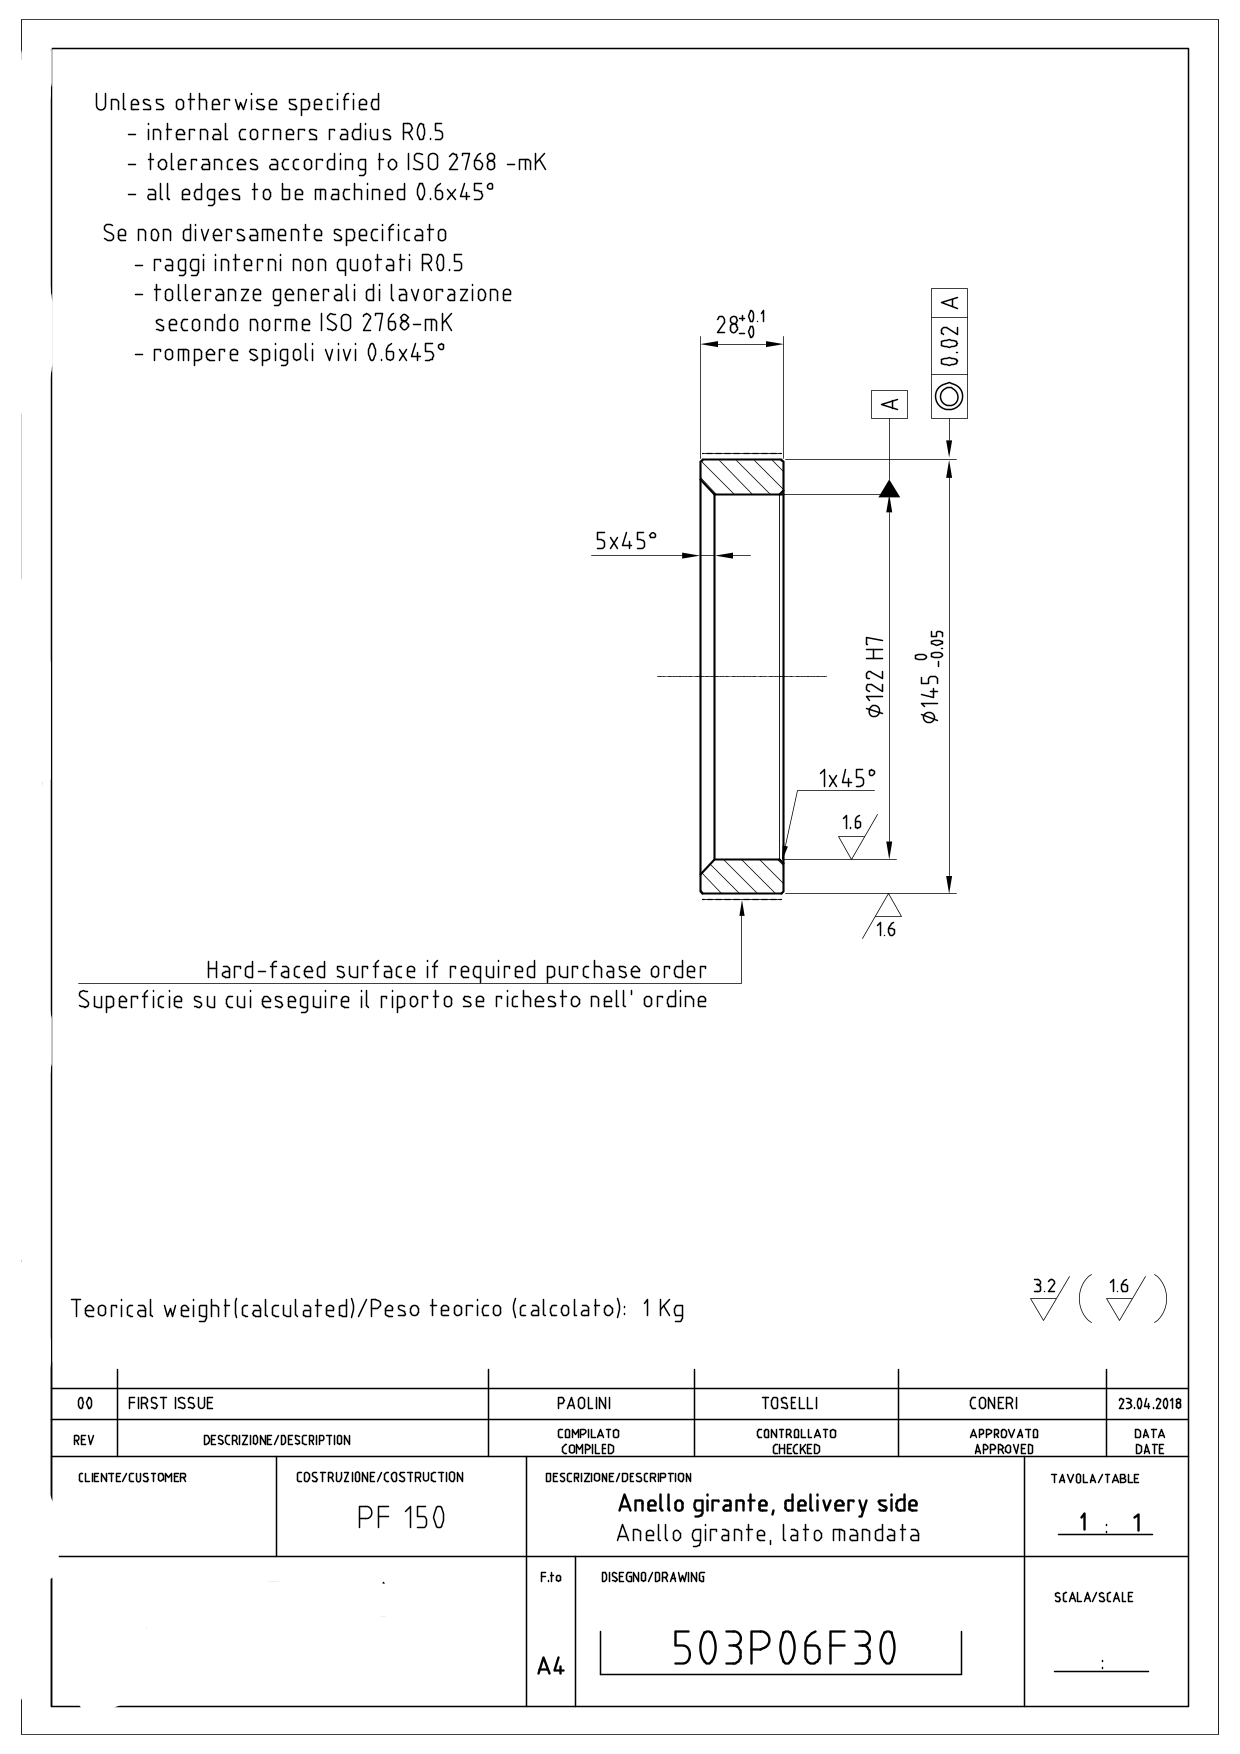 Unless otherwise specified
- internal corners radius R0.5
- tolerances according to ISO 2768 -mK
- all edges to be machined 0.6x45°
Se non diversamente specificato
- raggi interni non quotati R0.5
- tolleranze generali di lavorazione
secondo norme ISO 2768-mK
- rompere spigoli vivi 0.6x45°
28 +0.1 -0
◎ 0.02 A
A
5x45°
ϕ122 H7
ϕ145 0 -0.05
1x45°
1.6
1.6
Hard-faced surface if required purchase order
Superficie su cui eseguire il riporto se richesto nell' ordine
3.2 ( 1.6 )
Teorical weight(calculated)/Peso teorico (calcolato): 1 Kg
00 FIRST ISSUE PAOLINI TOSELLI CONERI 23.04.2018
REV DESCRIZIONE/DESCRIPTION COMPILATO CONTROLLATO APPROVATO DATA
COMPILED CHECKED APPROVED DATE
CLIENTE/CUSTOMER COSTRUZIONE/COSTRUCTION DESCRIZIONE/DESCRIPTION TAVOLA/TABLE
PF 150
Anello girante, delivery side
Anello girante, lato mandata
1 : 1
F.to DISEGNO/DRAWING
SCALA/SCALE
A4 503P06F30
: